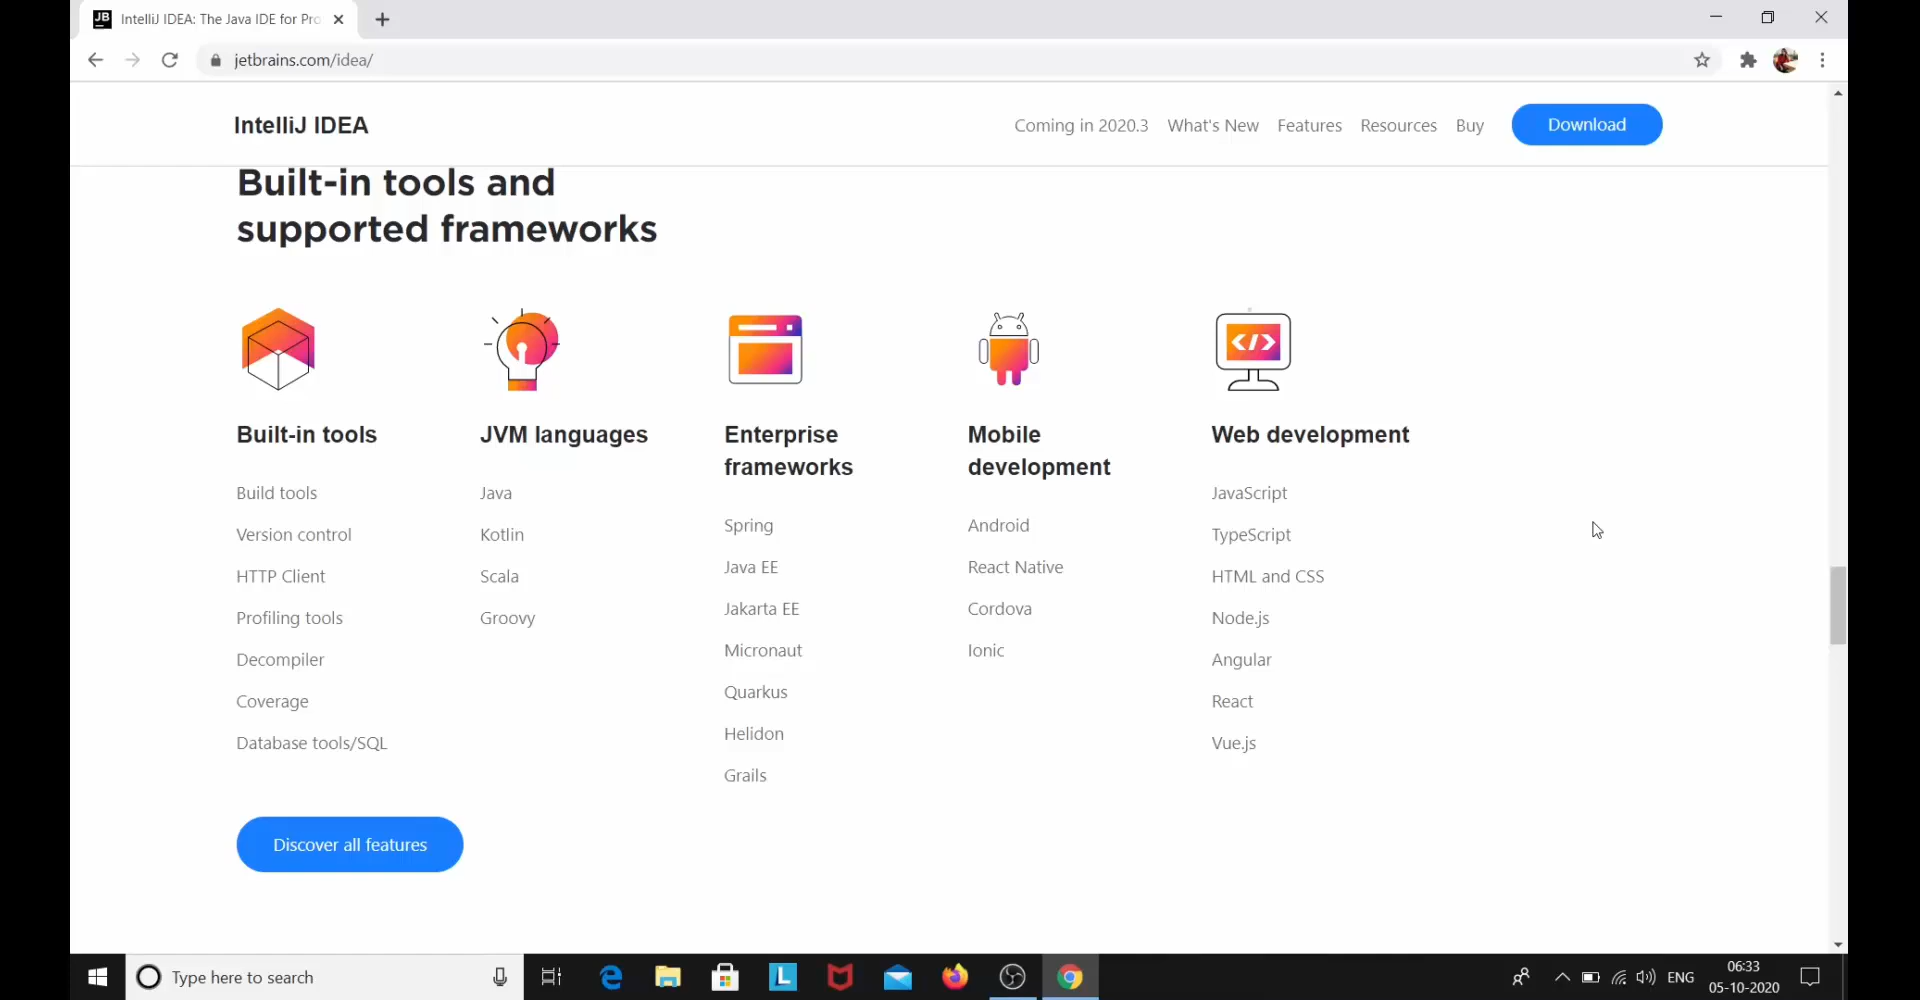 JB
IntelliJ IDEA: The Java IDE for Pro
jetbrains.com/idea/
IntelliJ IDEA
Coming in 2020.3 What's New Features Resources Buy Download
Built-in tools and
supported frameworks
Built-in tools
Build tools
Version control
HTTP Client
Profiling tools
Decompiler
Coverage
Database tools/SQL
JVM languages
Java
Kotlin
Scala
Groovy
Enterprise
frameworks
Spring
Java EE
Jakarta EE
Micronaut
Quarkus
Helidon
Grails
Mobile
development
Android
React Native
Cordova
Ionic
Web development
</>
JavaScript
TypeScript
HTML and CSS
Node.js
Angular
React
Vue.js
Discover all features
Type here to search
L
ENG
06:33
05-10-2020